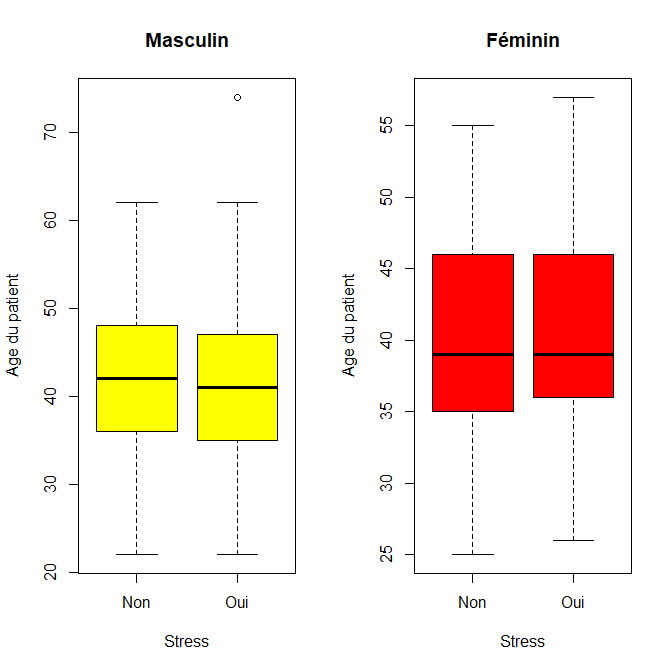 Masculin
Age du patient
70
60
50
40
30
20
Non Oui
Stress
Féminin
Age du patient
55
50
45
40
35
30
25
Non Oui
Stress